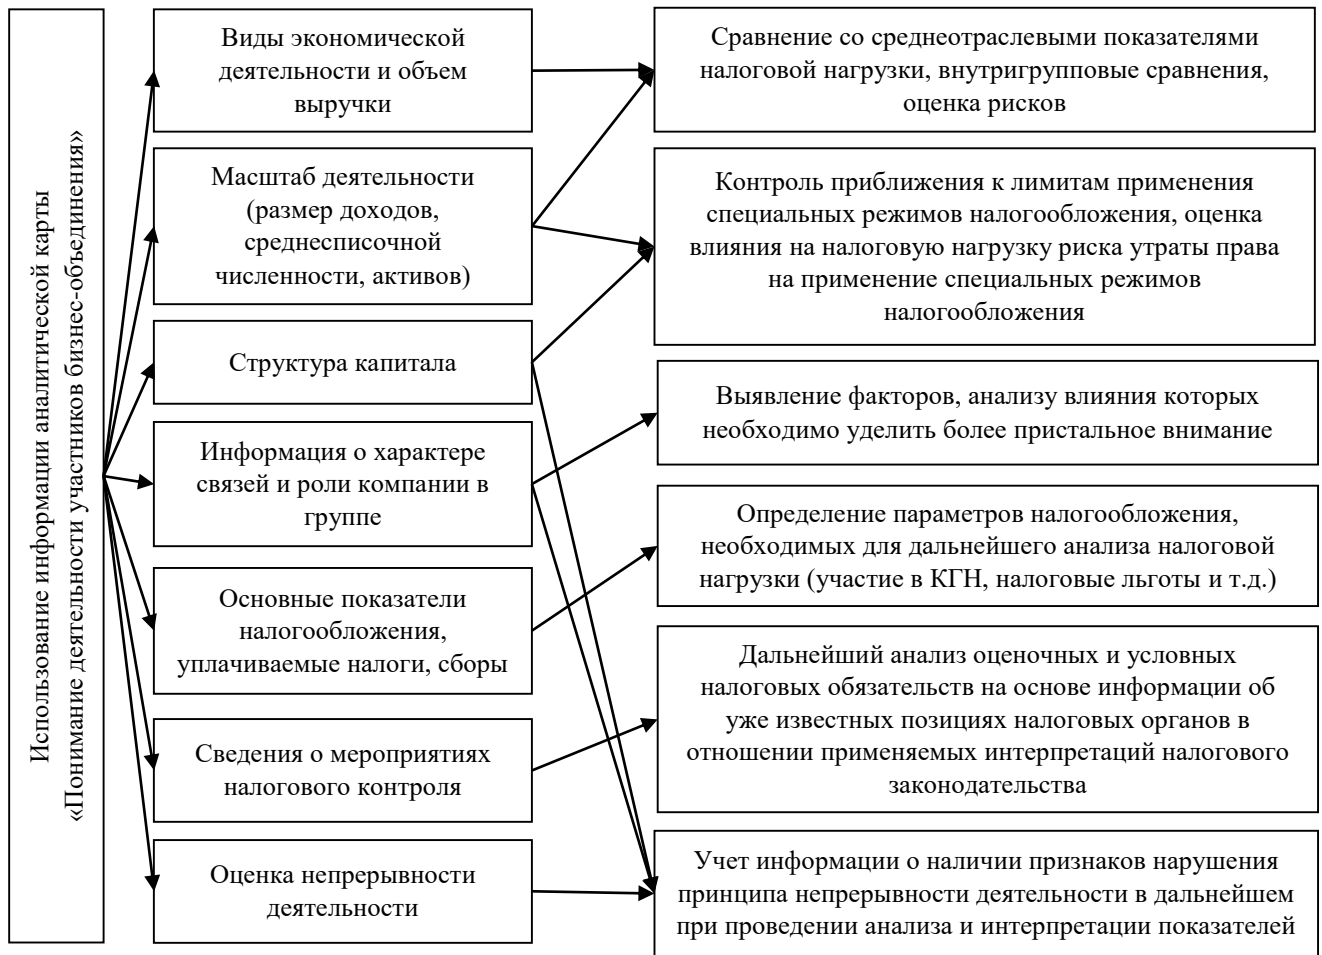 Использование информации аналитической карты
«Понимание деятельности участников бизнес-объединения»
Виды экономической
деятельности и объем
выручки
Масштаб деятельности
(размер доходов,
среднесписочной
численности, активов)
Структура капитала
Информация о характере
связей и роли компании в
группе
Основные показатели
налогообложения,
уплачиваемые налоги, сборы
Сведения о мероприятиях
налогового контроля
Оценка непрерывности
деятельности
Сравнение со среднеотраслевыми показателями
налоговой нагрузки, внутригрупповые сравнения,
оценка рисков
Контроль приближения к лимитам применения
специальных режимов налогообложения, оценка
влияния на налоговую нагрузку риска утраты права
на применение специальных режимов
налогообложения
Выявление факторов, анализу влияния которых
необходимо уделить более пристальное внимание
Определение параметров налогообложения,
необходимых для дальнейшего анализа налоговой
нагрузки (участие в КГН, налоговые льготы и т.д.)
Дальнейший анализ оценочных и условных
налоговых обязательств на основе информации об
уже известных позициях налоговых органов в
отношении применяемых интерпретаций налогового
законодательства
Учет информации о наличии признаков нарушения
принципа непрерывности деятельности в дальнейшем
при проведении анализа и интерпретации показателей